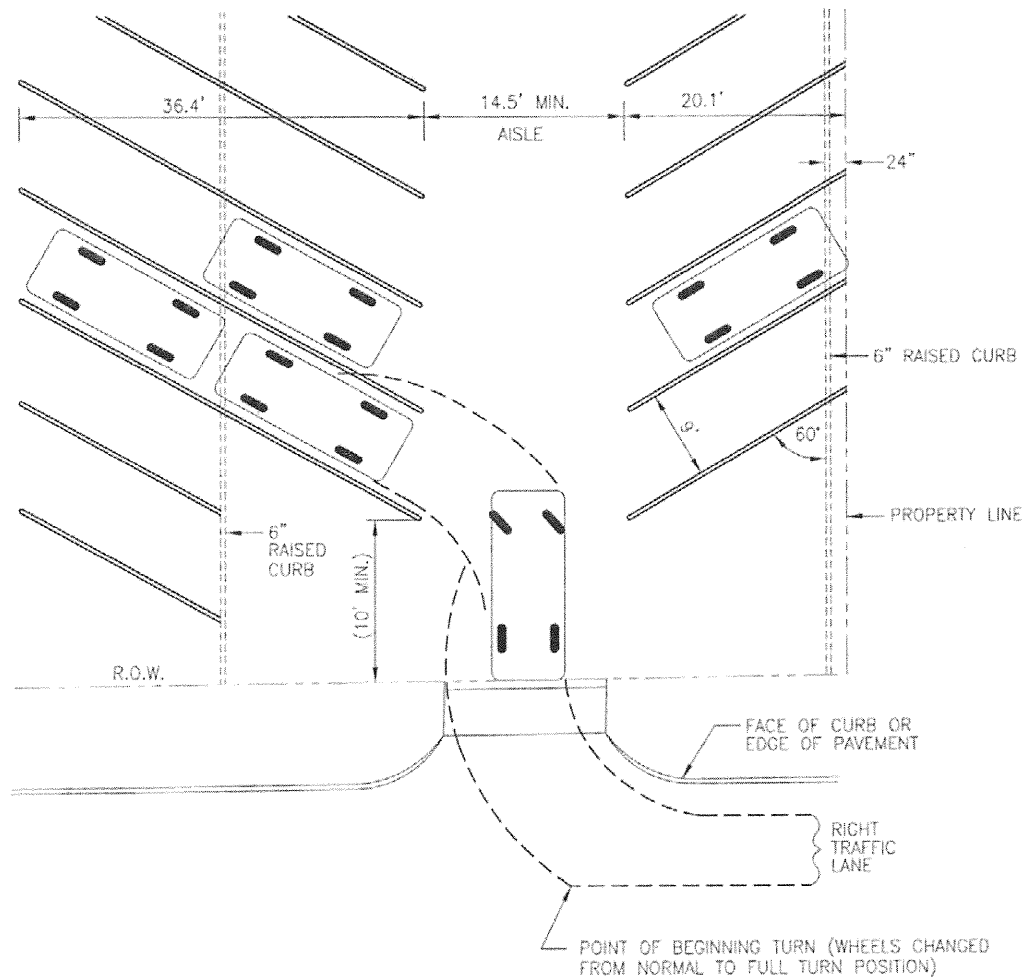 36.4'
14.5' MIN.
AISLE
20.1'
24"
6" RAISED CURB
9'
60°
PROPERTY LINE
6"
RAISED
CURB
(10' MIN.)
R.O.W.
FACE OF CURB OR
EDGE OF PAVEMENT
RIGHT
TRAFFIC
LANE
POINT OF BEGINNING TURN (WHEELS CHANGED
FROM NORMAL TO FULL TURN POSITION)